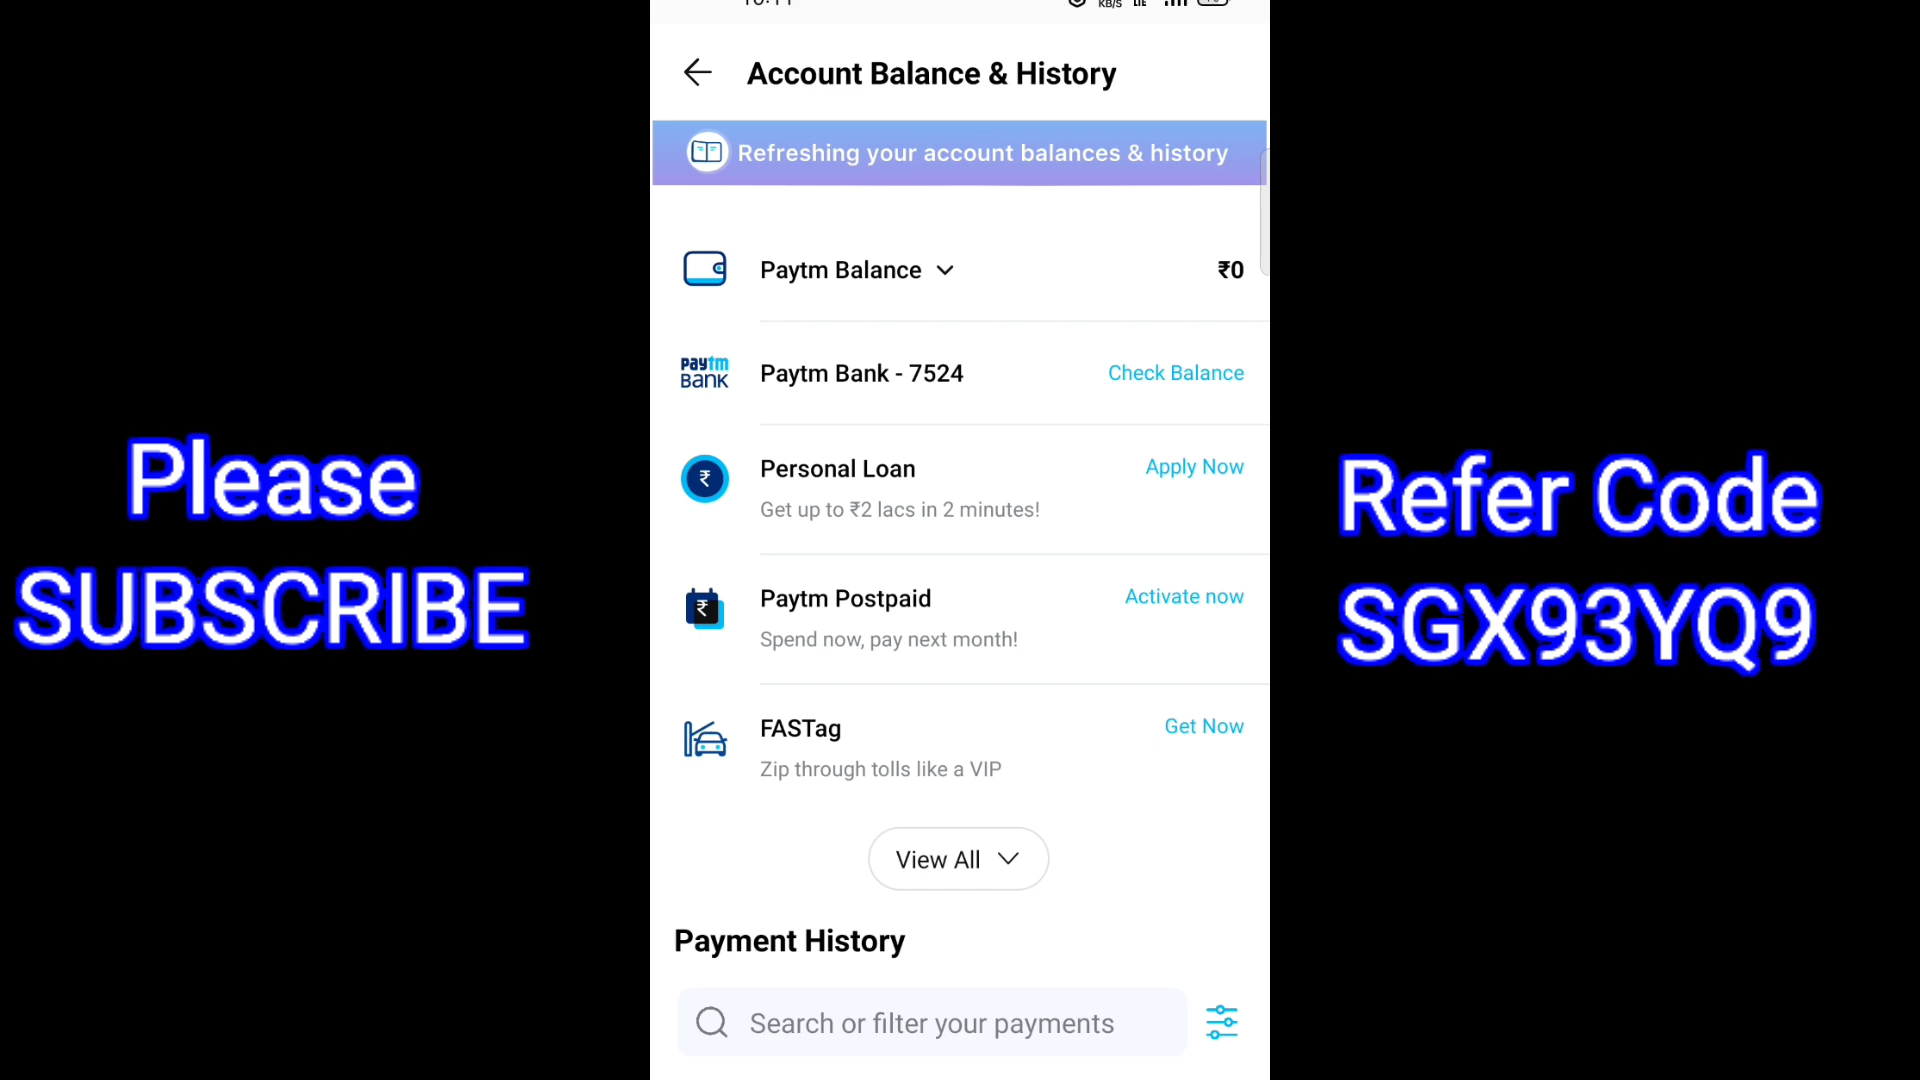 Account Balance & History
Refreshing your account balances & history
Paytm Balance
₹0
paytm
BANK
Paytm Bank - 7524
Check Balance
Personal Loan
Apply Now
Get up to ₹2 lacs in 2 minutes!
Paytm Postpaid
Activate now
Spend now, pay next month!
FASTag
Get Now
Zip through tolls like a VIP
View All
Payment History
Search or filter your payments
Please
SUBSCRIBE
Refer Code
SGX93YQ9